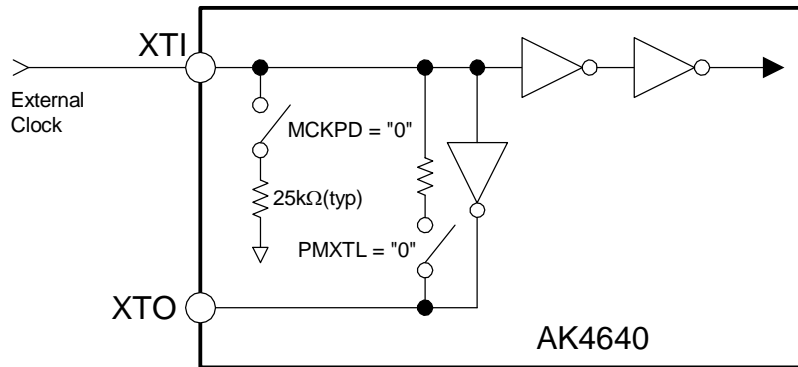 XTI
External
Clock
MCKPD = "0"
25kΩ(typ)
PMXTL = "0"
XTO
AK4640